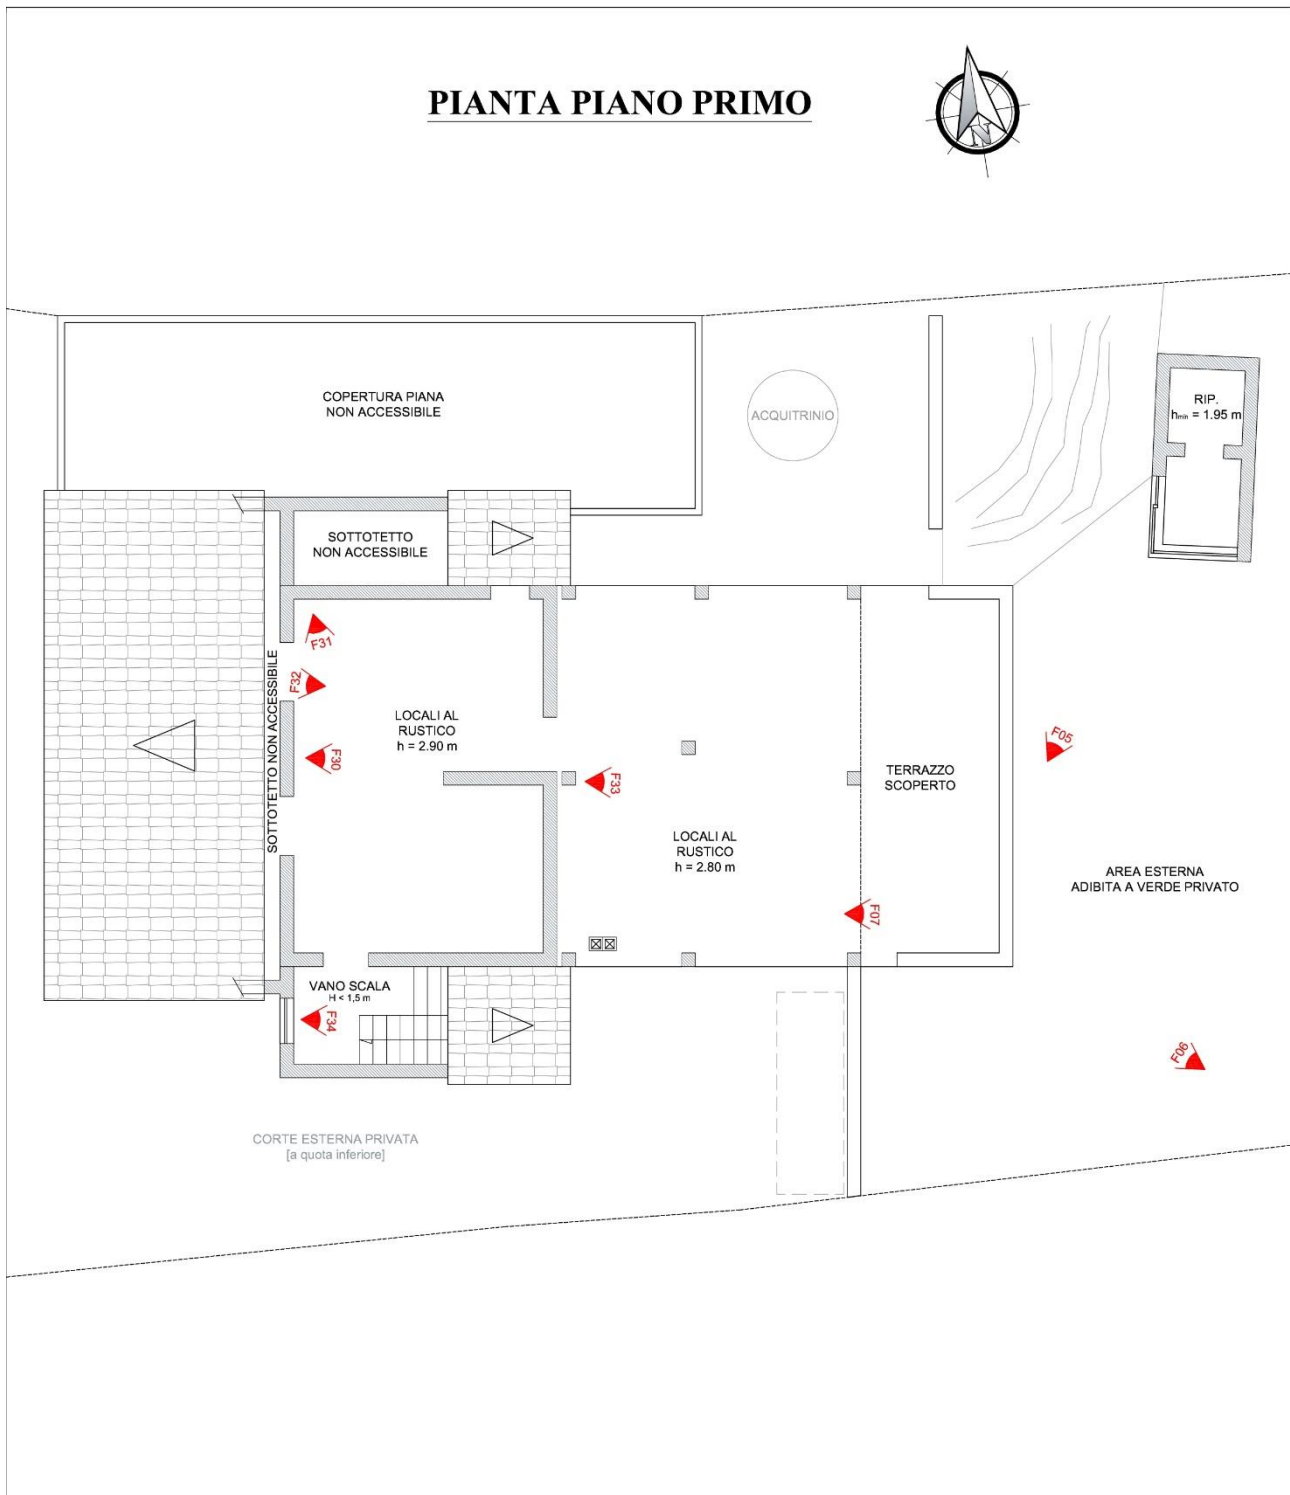 PIANTA PIANO PRIMO
N
COPERTURA PIANA
NON ACCESSIBILE
ACQUITRINIO
RIP.
hmin = 1.95 m
SOTTOTETTO
NON ACCESSIBILE
F31
F32
SOTTOTETTO NON ACCESSIBILE
LOCALI AL
RUSTICO
h = 2.90 m
F30
F33
F05
TERRAZZO
SCOPERTO
LOCALI AL
RUSTICO
h = 2.80 m
AREA ESTERNA
ADIBITA A VERDE PRIVATO
F07
VANO SCALA
H < 1,5 m
F34
F06
CORTE ESTERNA PRIVATA
[a quota inferiore]